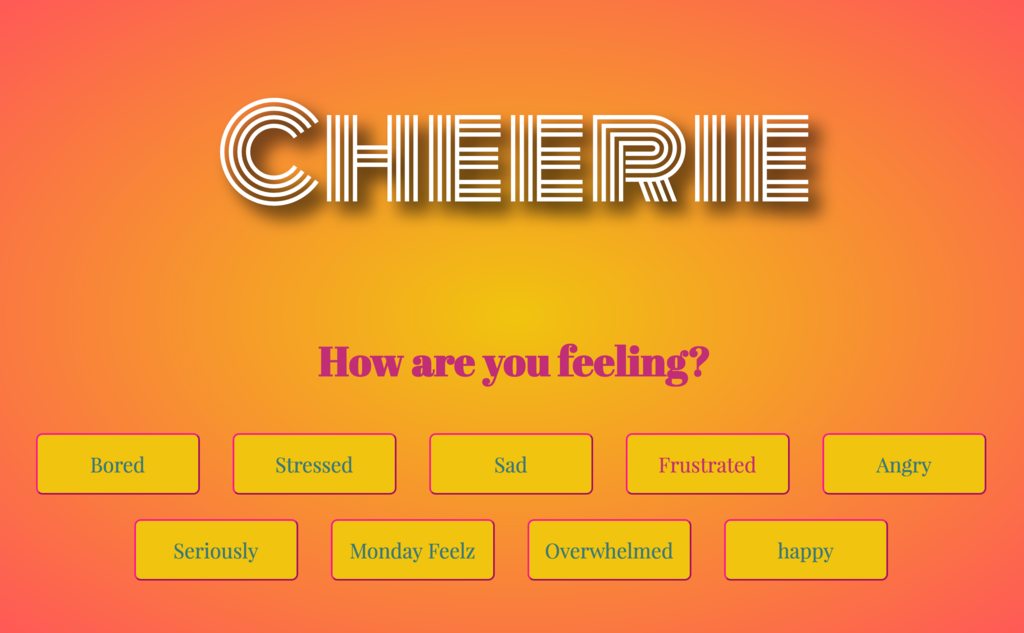 Cheerie
How are you feeling?
Bored Stressed Sad Frustrated Angry
Seriously Monday Feelz Overwhelmed happy